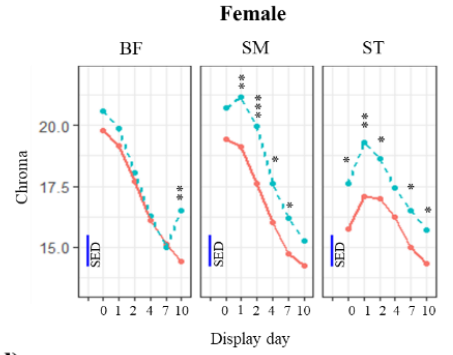 Female
BF SM ST
** ** *** * * * ** * * *
20.0
17.5
15.0
Chroma
SED SED SED
0 1 2 4 7 10 0 1 2 4 7 10 0 1 2 4 7 10
Display day